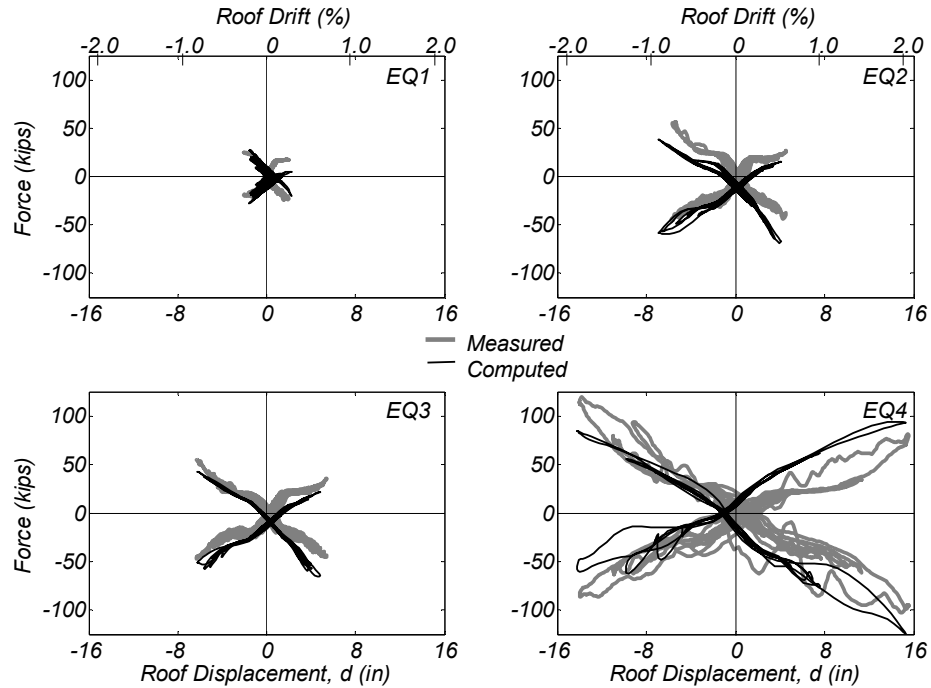 Roof Drift (%)
-2.0 -1.0 0 1.0 2.0
100
50
0
-50
-100
Force (kips)
EQ1
-16 -8 0 8 16
Roof Drift (%)
-2.0 -1.0 0 1.0 2.0
100
50
0
-50
-100
EQ2
-16 -8 0 8 16
Measured
Computed
100
50
0
-50
-100
Force (kips)
EQ3
-16 -8 0 8 16
Roof Displacement, d (in)
100
50
0
-50
-100
EQ4
-16 -8 0 8 16
Roof Displacement, d (in)